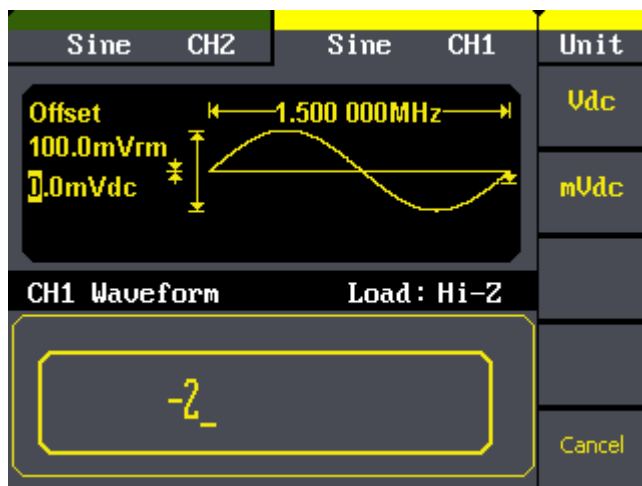 Sine CH2 Sine CH1 Unit
Offset 1.500 000MHz Vdc
100.0mVrm
0.0mVdc mVdc
CH1 Waveform Load: Hi-Z
-2_
Cancel